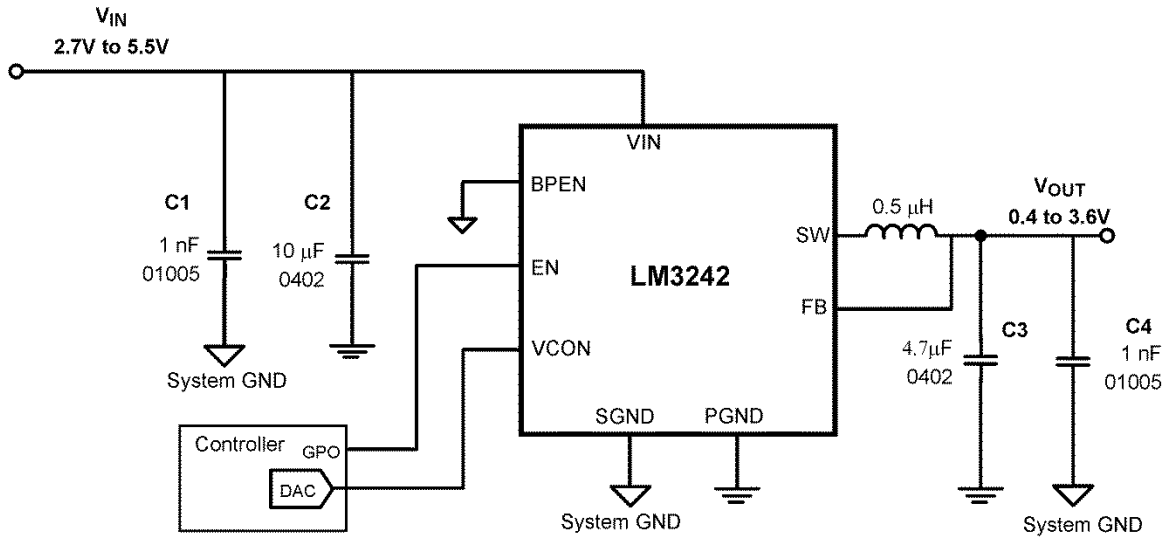 VIN
2.7V to 5.5V
VIN
BPEN
C1
C2
VOUT
0.4 to 3.6V
0.5 µH
SW
1 nF
01005
10 µF
0402
EN
LM3242
FB
C3
C4
VCON
4.7µF
0402
1 nF
01005
System GND
SGND
PGND
Controller
GPO
DAC
System GND
System GND